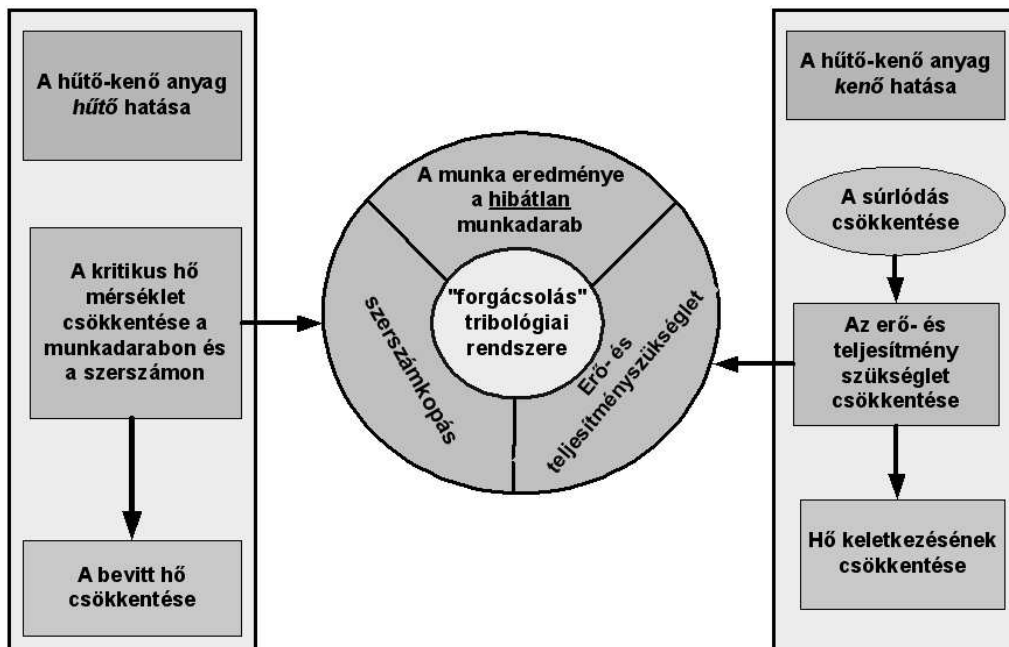 A hűtő-kenő anyag
hűtő hatása
A kritikus hő
mérséklet
csökkentése a
munkadarabon és
a szerszámon
A bevitt hő
csökkentése
A munka eredménye
a hibátlan
munkadarab
"forgácsolás"
tribológiai
rendszere
szerszámkopás
Erő- és
teljesítményszükséglet
A hűtő-kenő anyag
kenő hatása
A súrlódás
csökkentése
Az erő- és
teljesítmény
szükséglet
csökkentése
Hő keletkezésének
csökkentése